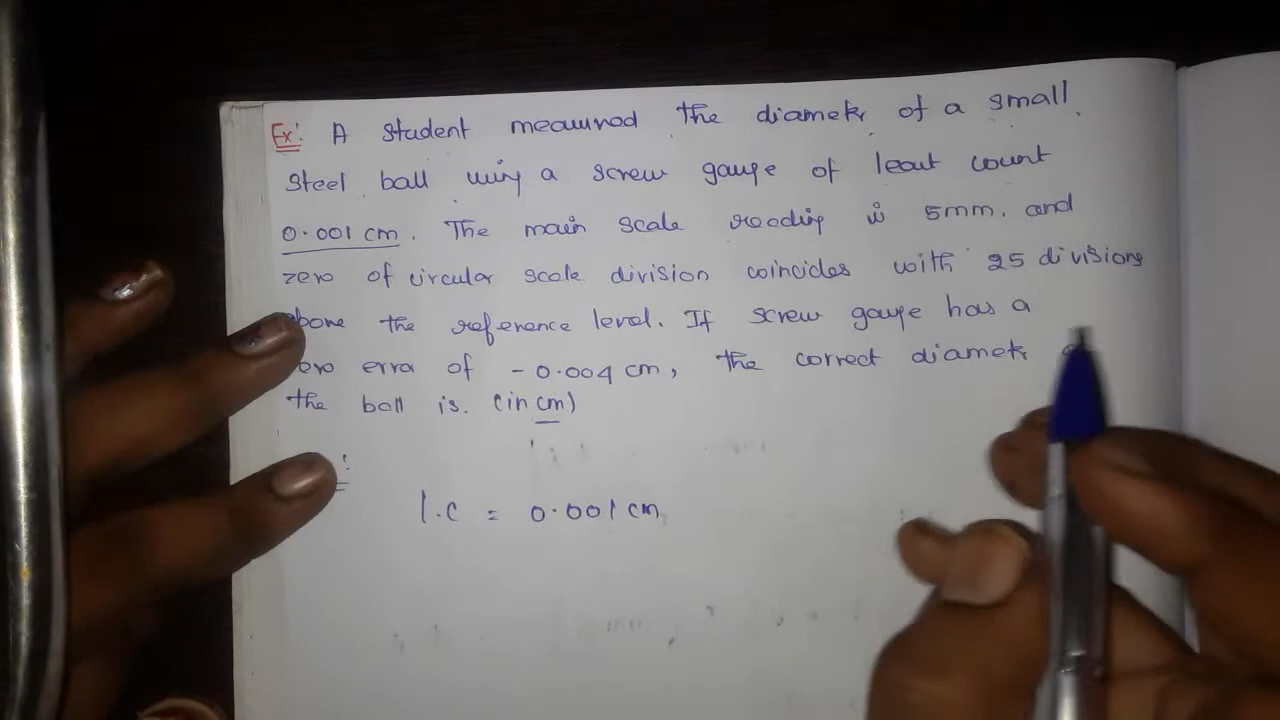 Ex: A student measured the diameter of a small
steel ball using a screw gauge of least count
0.001 cm. The main scale reading is 5mm. and
zero of circular scale division coincides with 25 divisions
above the reference level. If screw gauge has a
zero error of - 0.004 cm, the correct diameter
the ball is. (in cm)
l.c = 0.001 cm